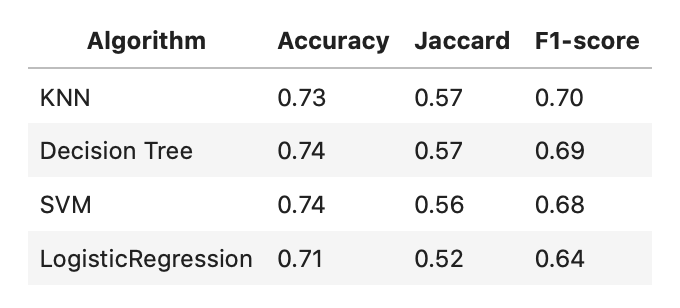 Algorithm Accuracy Jaccard F1-score
KNN 0.73 0.57 0.70
Decision Tree 0.74 0.57 0.69
SVM 0.74 0.56 0.68
LogisticRegression 0.71 0.52 0.64